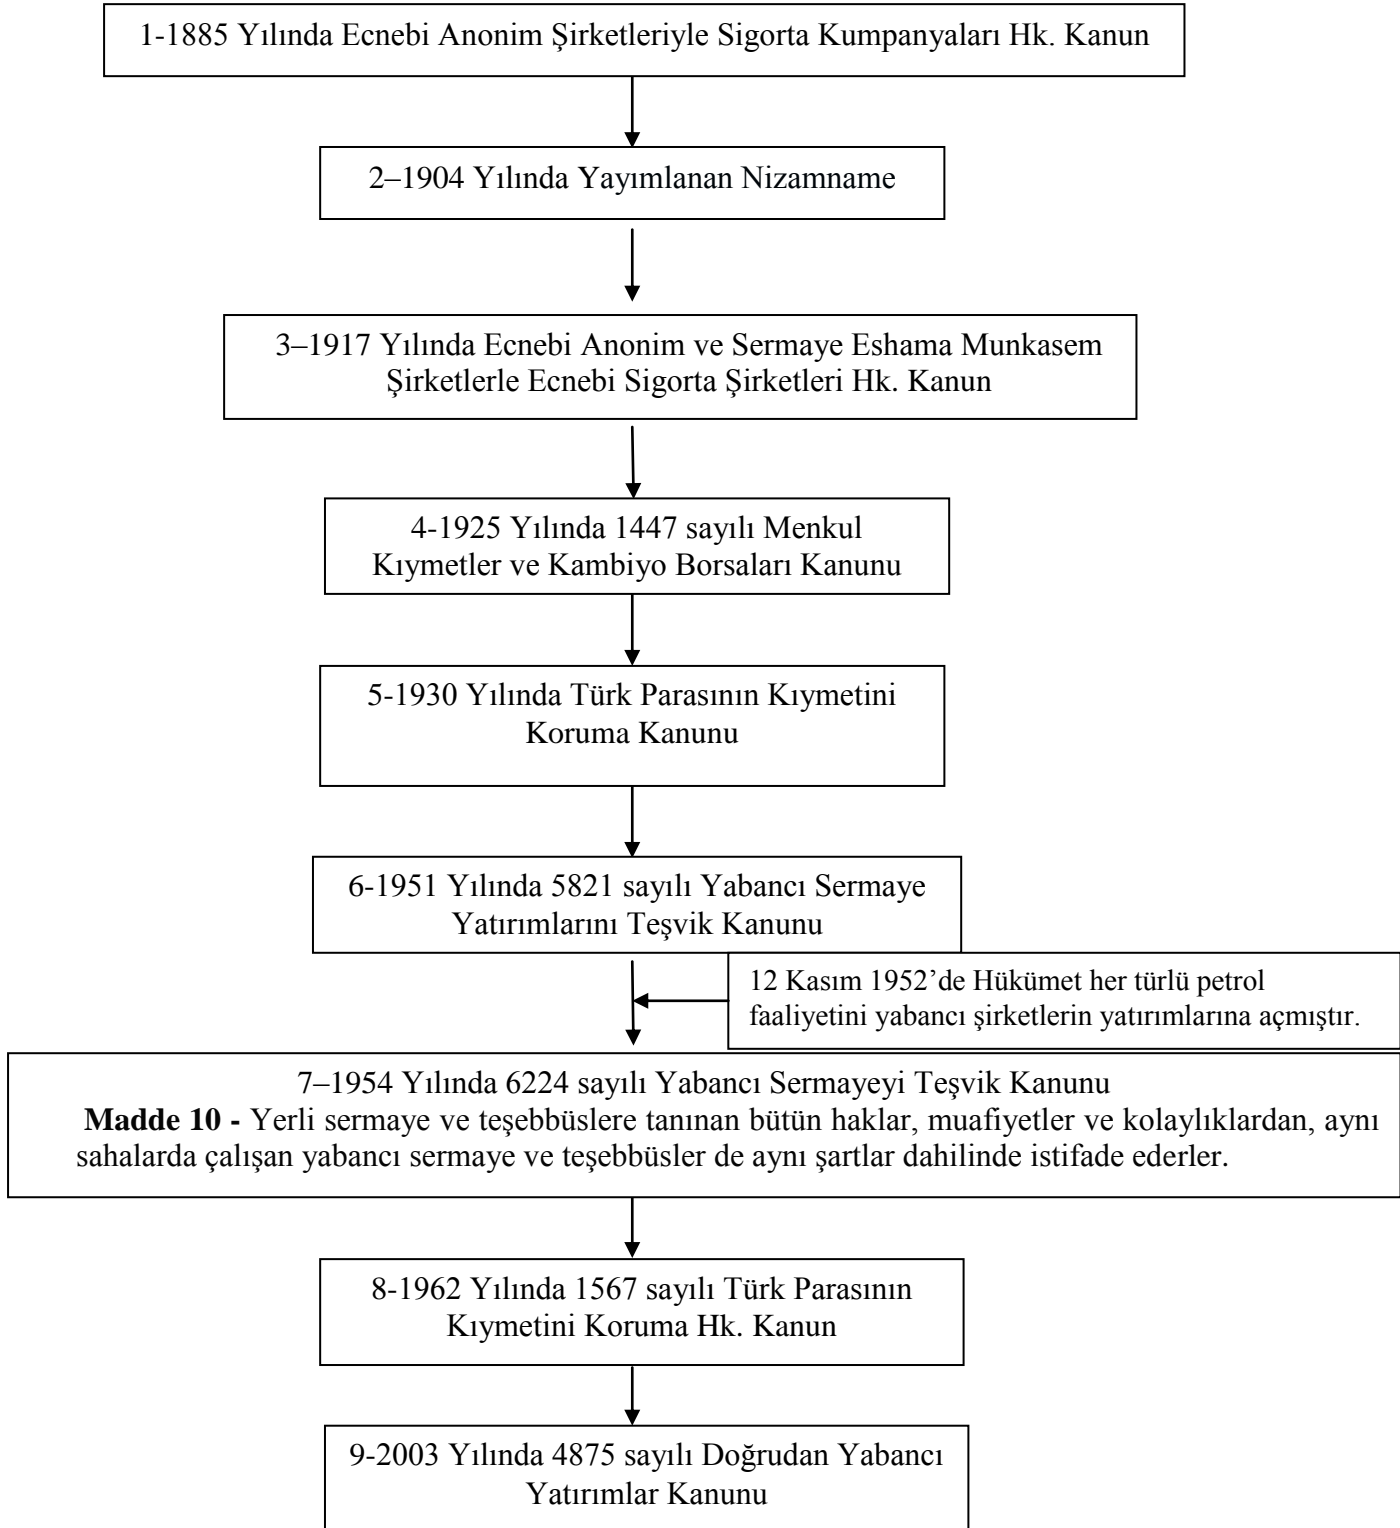 1-1885 Yılında Ecnebi Anonim Şirketleriyle Sigorta Kumpanyaları Hk. Kanun
2–1904 Yılında Yayımlanan Nizamname
3–1917 Yılında Ecnebi Anonim ve Sermaye Eshama Munkasem
Şirketlerle Ecnebi Sigorta Şirketleri Hk. Kanun
4-1925 Yılında 1447 sayılı Menkul
Kıymetler ve Kambiyo Borsaları Kanunu
5-1930 Yılında Türk Parasının Kıymetini
Koruma Kanunu
6-1951 Yılında 5821 sayılı Yabancı Sermaye
Yatırımlarını Teşvik Kanunu
12 Kasım 1952’de Hükümet her türlü petrol
faaliyetini yabancı şirketlerin yatırımlarına açmıştır.
7–1954 Yılında 6224 sayılı Yabancı Sermayeyi Teşvik Kanunu
Madde 10 - Yerli sermaye ve teşebbüslere tanınan bütün haklar, muafiyetler ve kolaylıklardan, aynı
sahalarda çalışan yabancı sermaye ve teşebbüsler de aynı şartlar dahilinde istifade ederler.
8-1962 Yılında 1567 sayılı Türk Parasının
Kıymetini Koruma Hk. Kanun
9-2003 Yılında 4875 sayılı Doğrudan Yabancı
Yatırımlar Kanunu